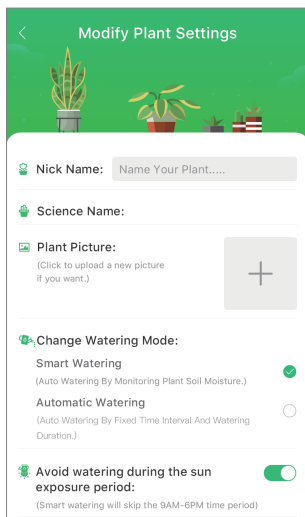 Modify Plant Settings
Nick Name: Name Your Plant.....
Science Name:
Plant Picture:
(Click to upload a new picture
if you want.)
Change Watering Mode:
Smart Watering
(Auto Watering By Monitoring Plant Soil Moisture.)
Automatic Watering
(Auto Watering By Fixed Time Interval And Watering
Duration.)
Avoid watering during the sun
exposure period:
(Smart watering will skip the 9AM-6PM time period)